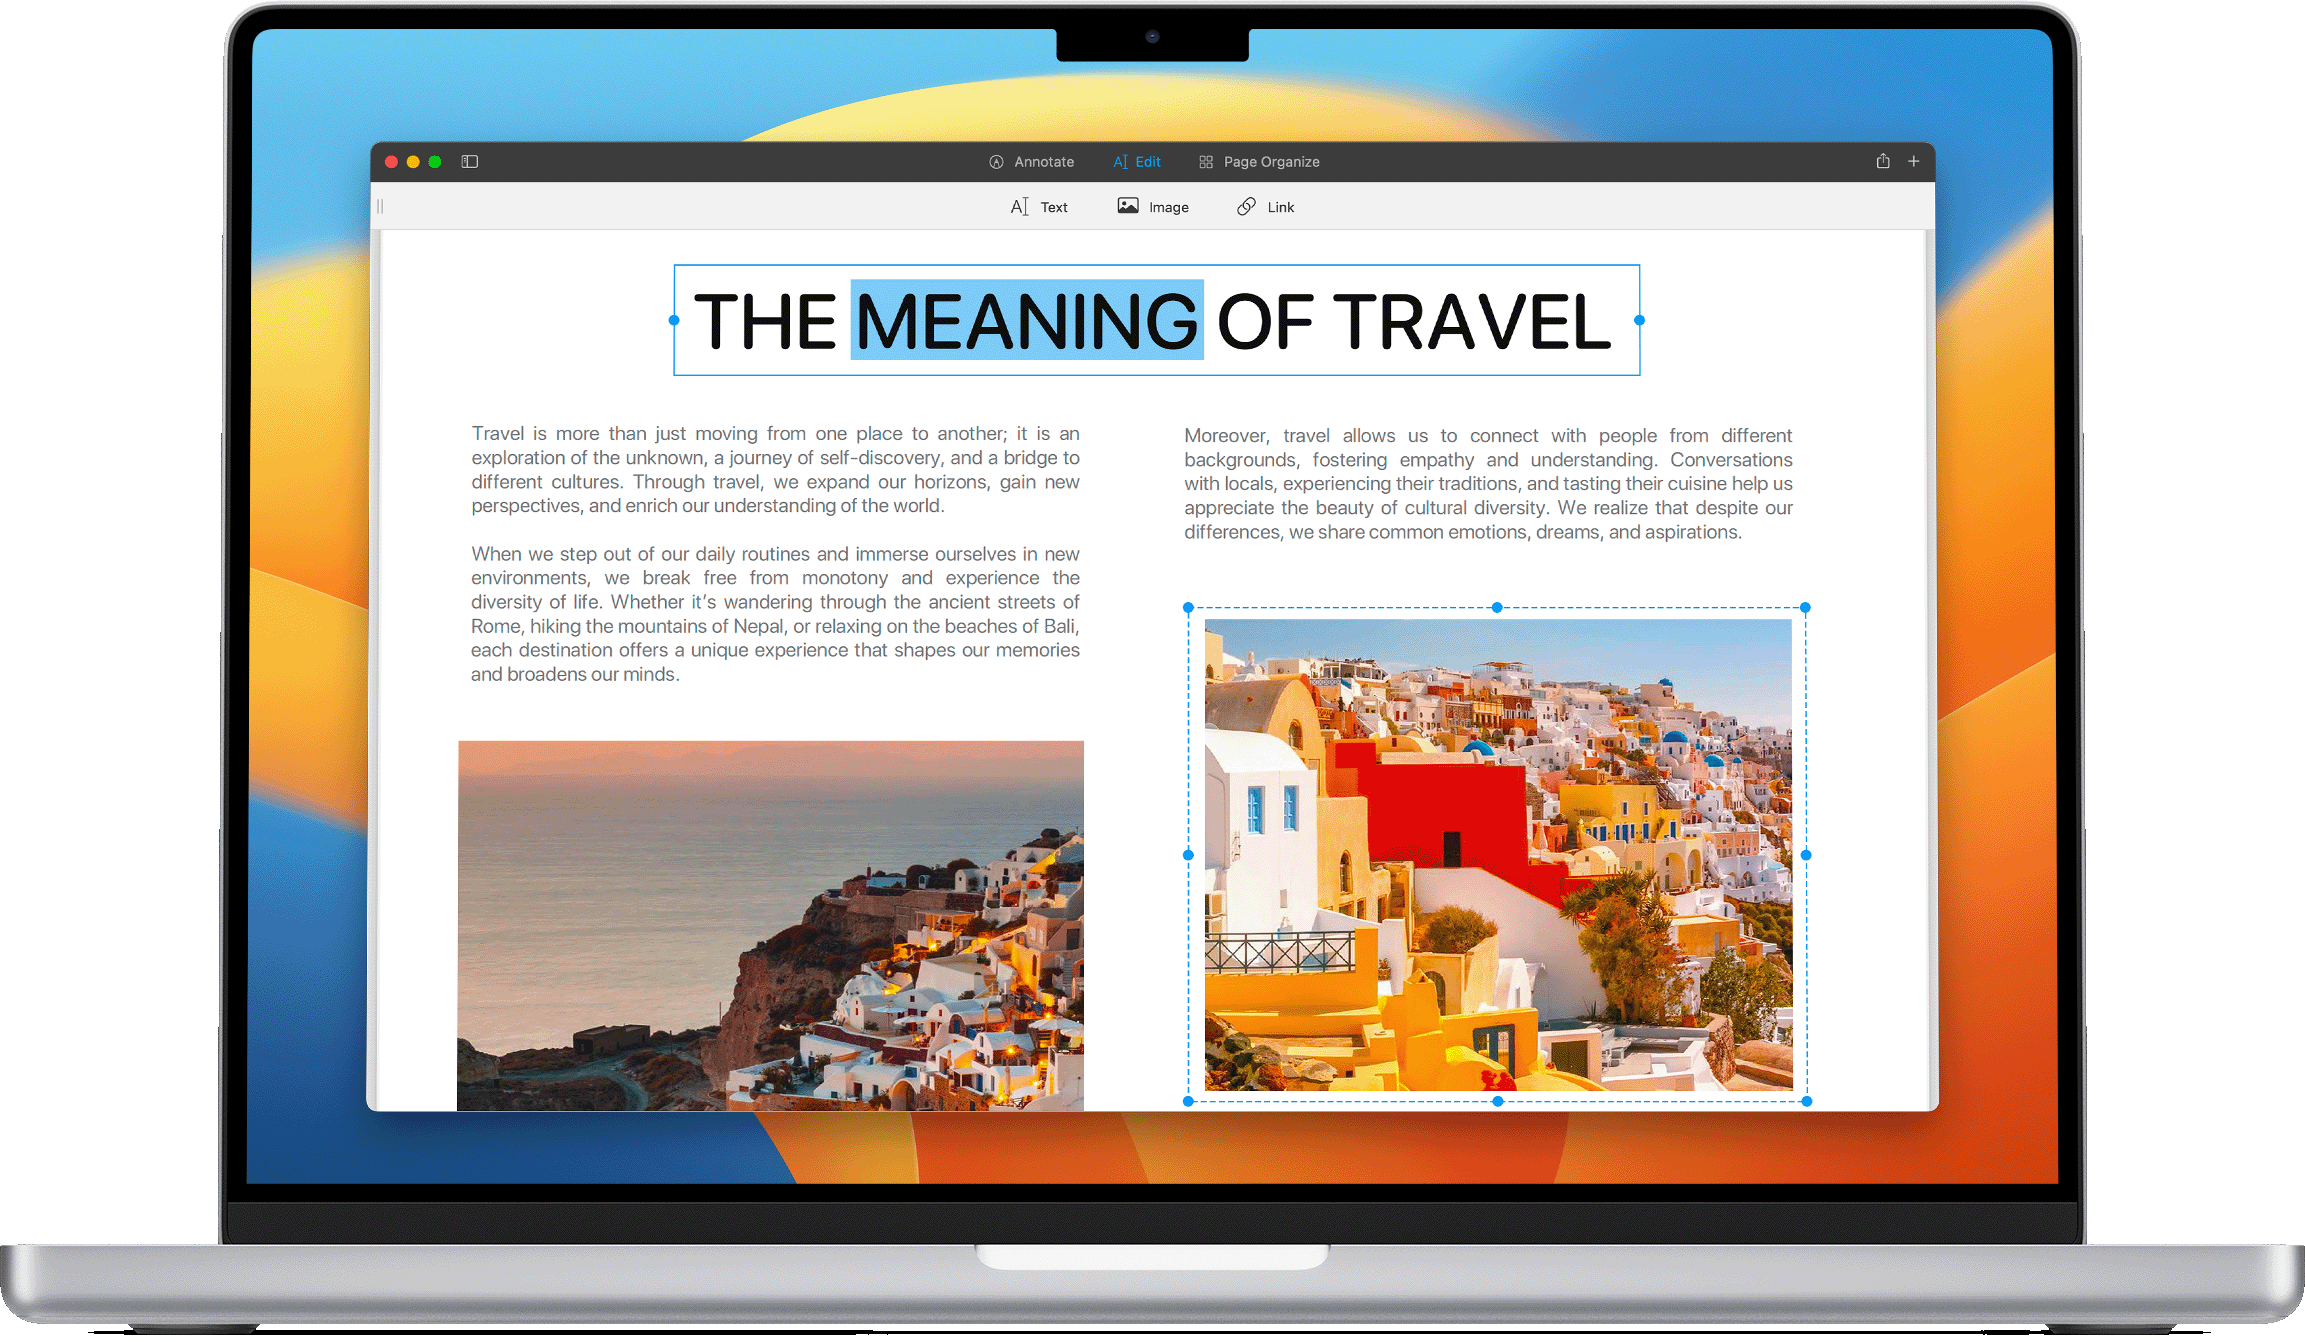 Annotate
Edit
Page Organize
Text
Image
Link
THE MEANING OF TRAVEL
Travel is more than just moving from one place to another; it is an
exploration of the unknown, a journey of self-discovery, and a bridge to
different cultures. Through travel, we expand our horizons, gain new
perspectives, and enrich our understanding of the world.
When we step out of our daily routines and immerse ourselves in new
environments, we break free from monotony and experience the
diversity of life. Whether it’s wandering through the ancient streets of
Rome, hiking the mountains of Nepal, or relaxing on the beaches of Bali,
each destination offers a unique experience that shapes our memories
and broadens our minds.
Moreover, travel allows us to connect with people from different
backgrounds, fostering empathy and understanding. Conversations
with locals, experiencing their traditions, and tasting their cuisine help us
appreciate the beauty of cultural diversity. We realize that despite our
differences, we share common emotions, dreams, and aspirations.